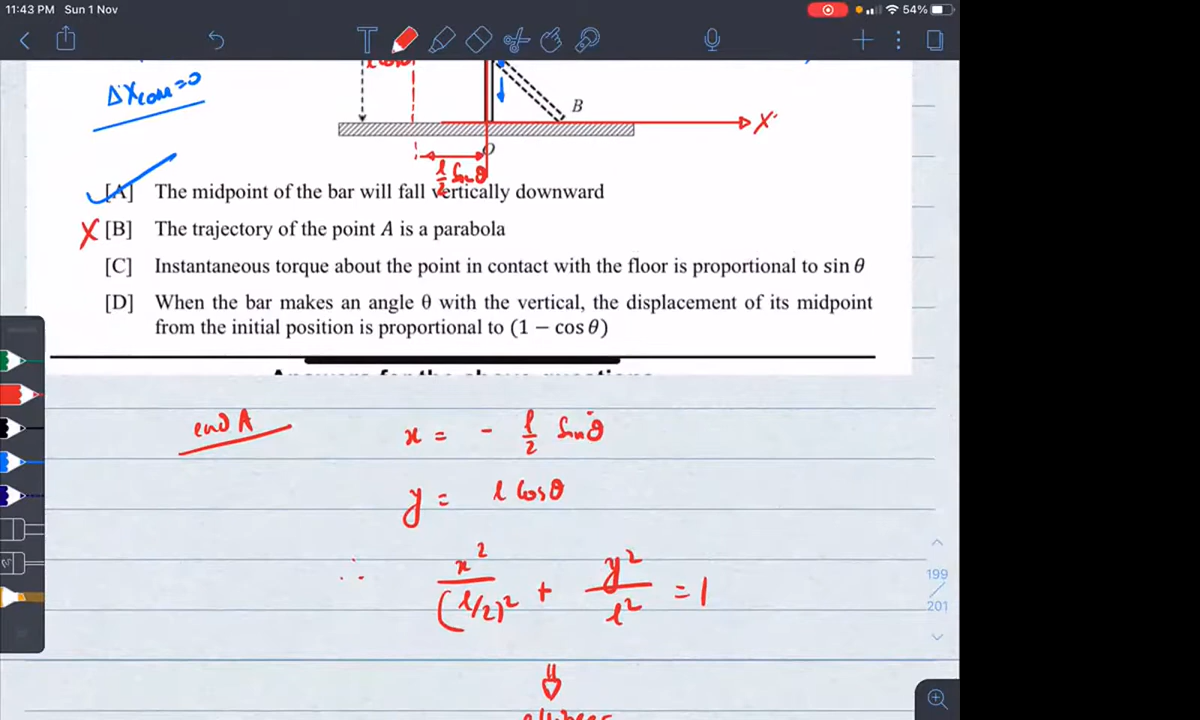 11:43 PM Sun 1 Nov
54%
ΔXcom=0
B
X
O
l/2 Sinθ
[A] The midpoint of the bar will fall vertically downward
X [B] The trajectory of the point A is a parabola
[C] Instantaneous torque about the point in contact with the floor is proportional to sin θ
[D] When the bar makes an angle θ with the vertical, the displacement of its midpoint
from the initial position is proportional to (1 − cos θ)
end A
x = - l/2 Sinθ
y = l Cosθ
∴ x²/(l/2)² + y²/l² = 1
199
/
201